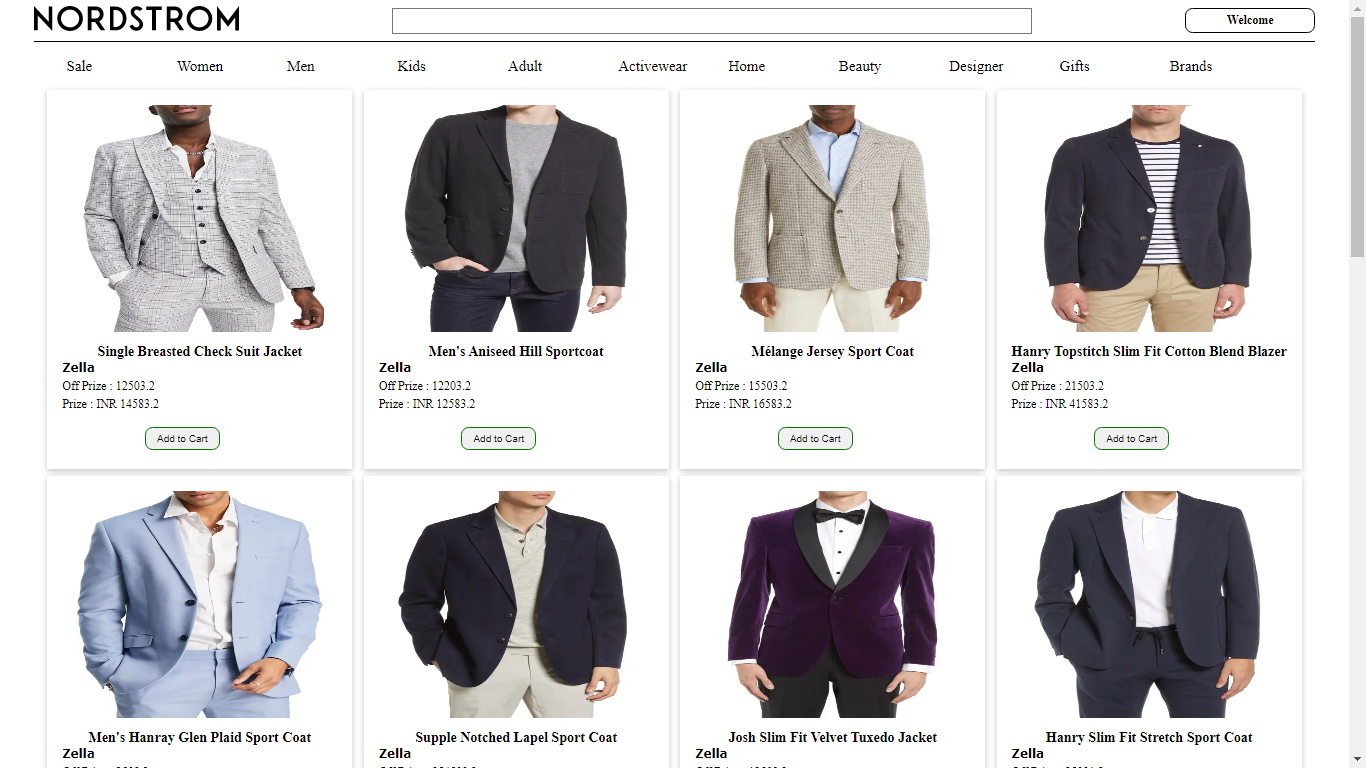 NORDSTROM
Welcome
Sale Women Men Kids Adult Activewear Home Beauty Designer Gifts Brands
Single Breasted Check Suit Jacket
Zella
Off Prize : 12503.2
Prize : INR 14583.2
Add to Cart
Men's Aniseed Hill Sportcoat
Zella
Off Prize : 12203.2
Prize : INR 12583.2
Add to Cart
Mélange Jersey Sport Coat
Zella
Off Prize : 15503.2
Prize : INR 16583.2
Add to Cart
Hanry Topstitch Slim Fit Cotton Blend Blazer
Zella
Off Prize : 21503.2
Prize : INR 41583.2
Add to Cart
Men's Hanray Glen Plaid Sport Coat
Zella
Supple Notched Lapel Sport Coat
Zella
Josh Slim Fit Velvet Tuxedo Jacket
Zella
Hanry Slim Fit Stretch Sport Coat
Zella